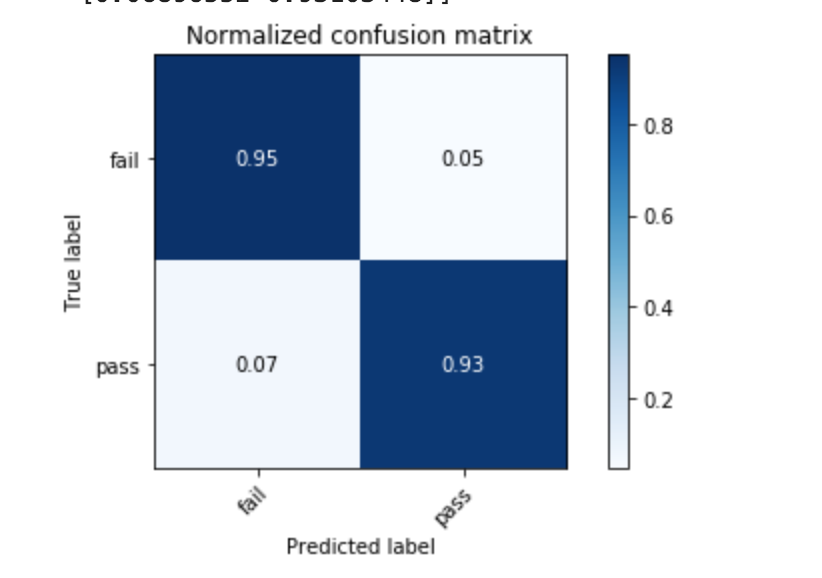 Normalized confusion matrix
fail
0.95
0.05
0.8
0.6
True label
0.4
pass
0.07
0.93
0.2
fail
pass
Predicted label